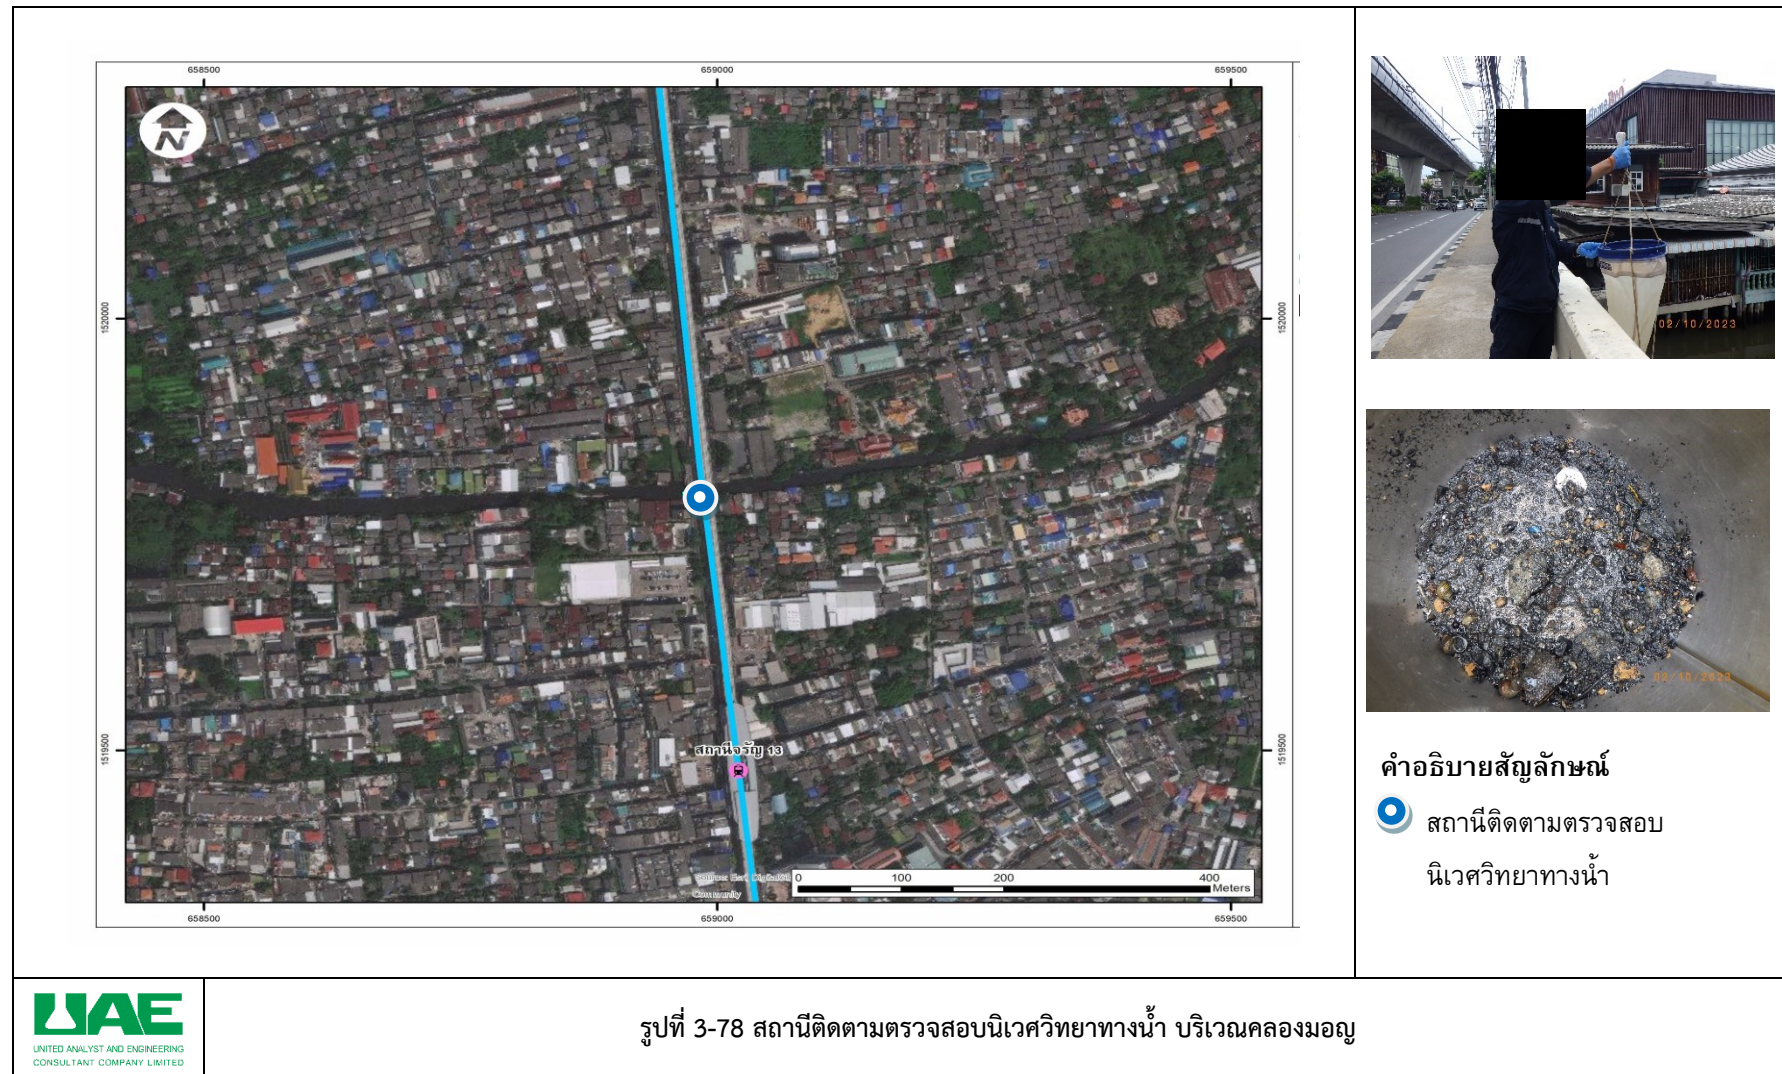 658500
659000
659500
N
1520000
1520000
1519500
1519500
สถานีจรัญ 13
0
100
200
400
Meters
Community
658500
659000
659500
02/10/2023
02/10/2023
คำอธิบายสัญลักษณ์
สถานีติดตามตรวจสอบ
นิเวศวิทยาทางน้ำ
UAE
UNITED ANALYST AND ENGINEERING
CONSULTANT COMPANY LIMITED
รูปที่ 3-78 สถานีติดตามตรวจสอบนิเวศวิทยาทางน้ำ บริเวณคลองมอญ